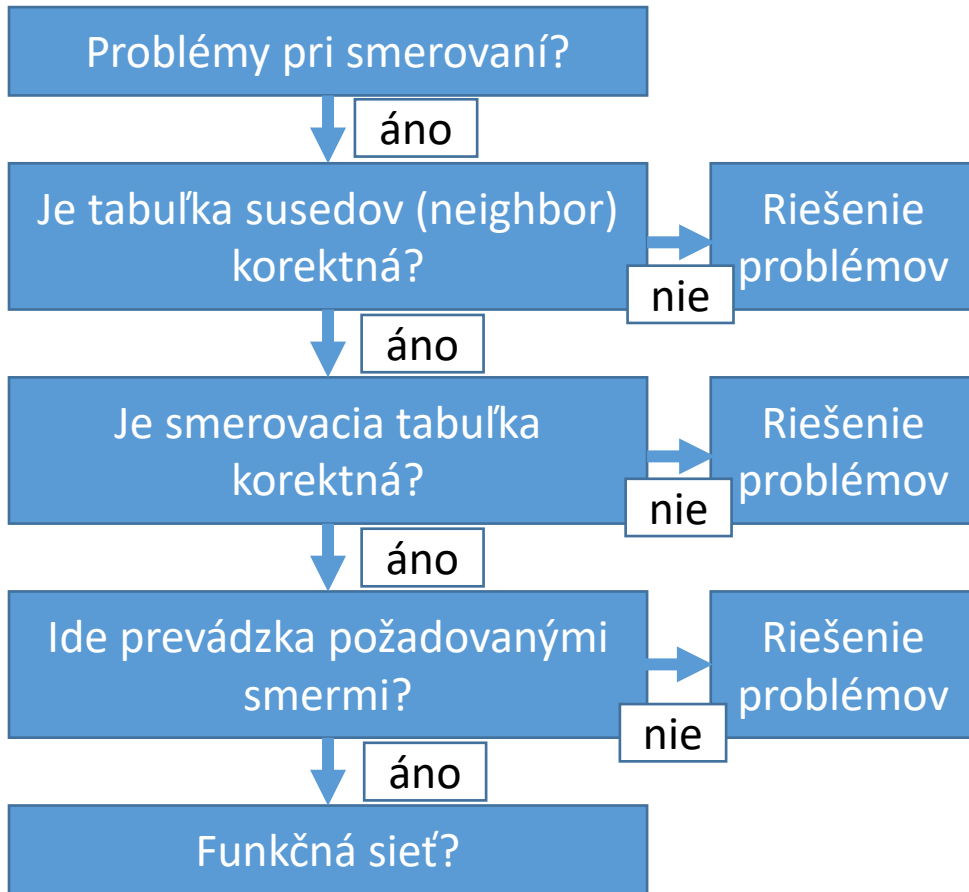 Problémy pri smerovaní?
áno
Je tabuľka susedov (neighbor)
korektná?
nie
Riešenie
problémov
áno
Je smerovacia tabuľka
korektná?
nie
Riešenie
problémov
áno
Ide prevádzka požadovanými
smermi?
nie
Riešenie
problémov
áno
Funkčná sieť?